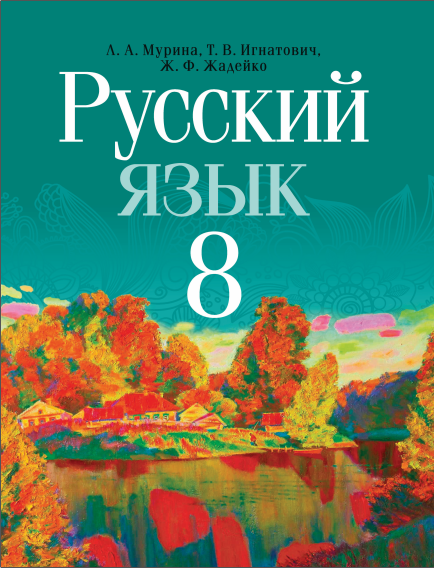 Л. А. Мурина, Т. В. Игнатович,
Ж. Ф. Жадейко
Русский
язык
8